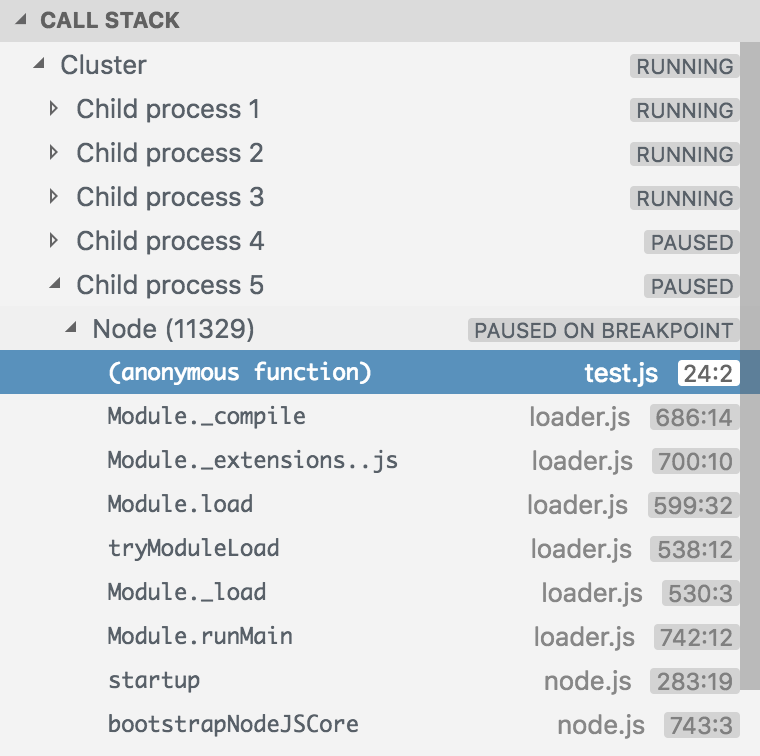 CALL STACK
Cluster RUNNING
Child process 1 RUNNING
Child process 2 RUNNING
Child process 3 RUNNING
Child process 4 PAUSED
Child process 5 PAUSED
Node (11329) PAUSED ON BREAKPOINT
(anonymous function) test.js 24:2
Module._compile loader.js 686:14
Module._extensions..js loader.js 700:10
Module.load loader.js 599:32
tryModuleLoad loader.js 538:12
Module._load loader.js 530:3
Module.runMain loader.js 742:12
startup node.js 283:19
bootstrapNodeJSCore node.js 743:3